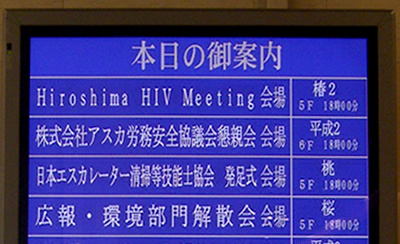 本日の御案内
Hiroshima HIV Meeting 会場 椿2
5F 18時00分
株式会社アスカ労務安全協議会懇親会 会場 平成2
6F 18時00分
日本エスカレーター清掃等技能士協会 発足式 会場 桃
5F 18時00分
広報・環境部門解散会 会場 桜
5F 18時00分